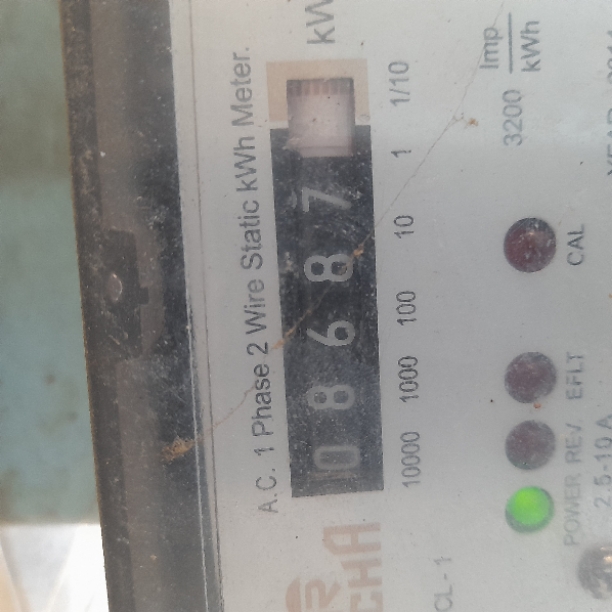 A.C. 1 Phase 2 Wire Static kWh Meter.
0 8 6 8 7
10000 1000 100 10 1 1/10
CL-1
3200 Imp
kWh
POWER REV. EFLT CAL
2.5-10 A